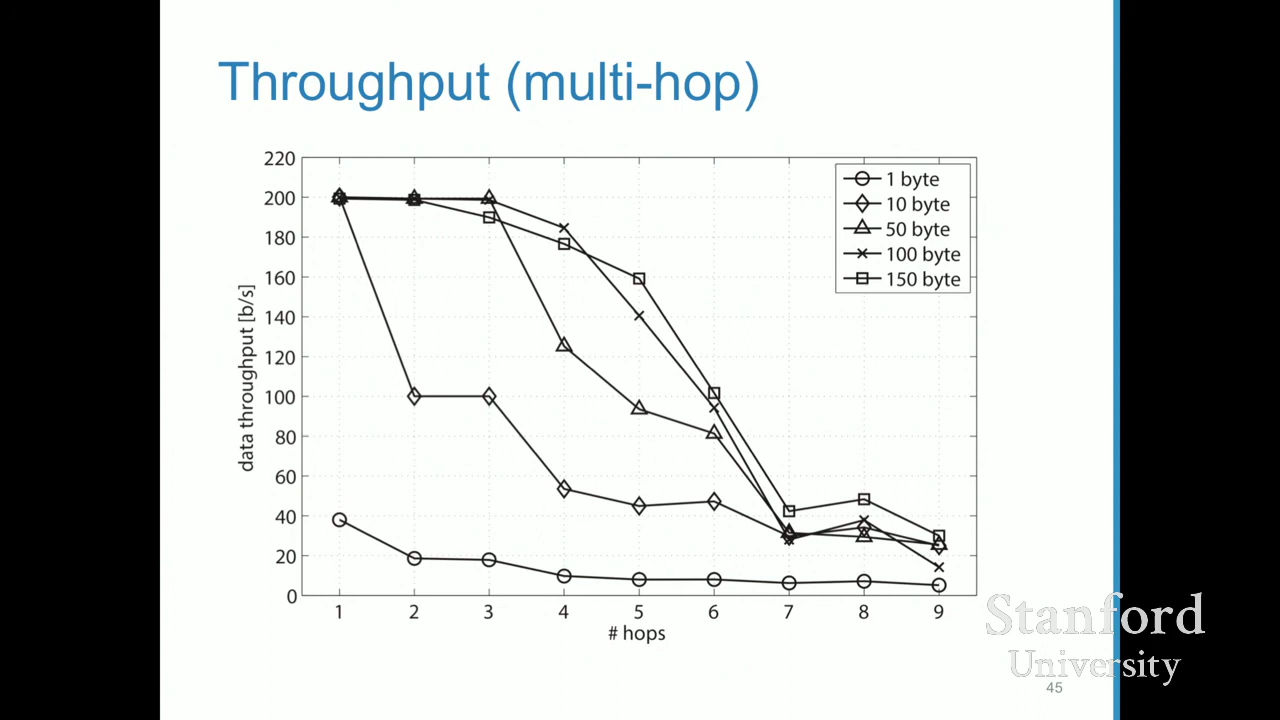 Throughput (multi-hop)
220
200
180
160
140
120
100
80
60
40
20
0
data throughput [b/s]
1 byte
10 byte
50 byte
100 byte
150 byte
1 2 3 4 5 6 7 8 9
# hops
Stanford
University
45